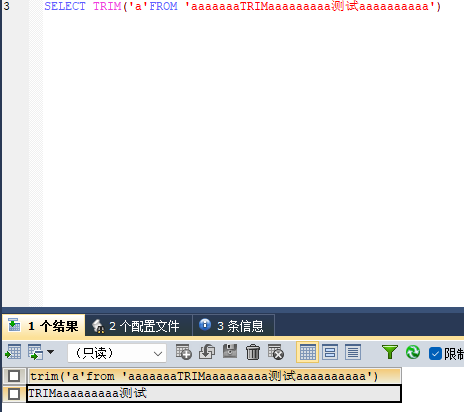 3 SELECT TRIM('a'FROM 'aaaaaaaTRIMaaaaaaaaa测试aaaaaaaaaa')
1 个结果 2 个配置文件 3 条信息
（只读） 限制
trim('a'from 'aaaaaaaTRIMaaaaaaaaa测试aaaaaaaaaa')
TRIMaaaaaaaaa测试